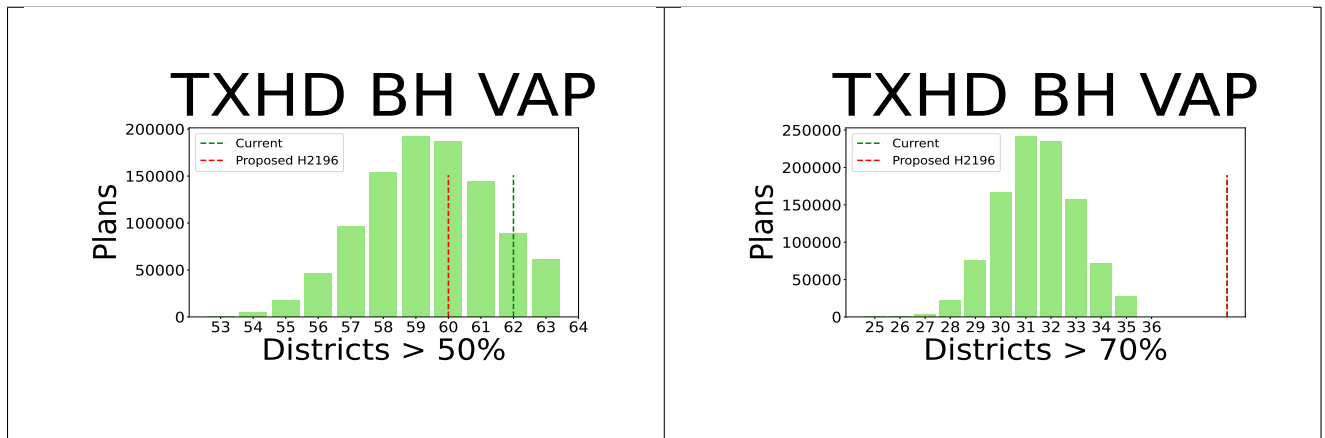 TXHD BH VAP
200000
150000
100000
50000
0
Plans
Current
Proposed H2196
53 54 55 56 57 58 59 60 61 62 63 64
Districts > 50%
TXHD BH VAP
250000
200000
150000
100000
50000
0
Plans
Current
Proposed H2196
25 26 27 28 29 30 31 32 33 34 35 36
Districts > 70%